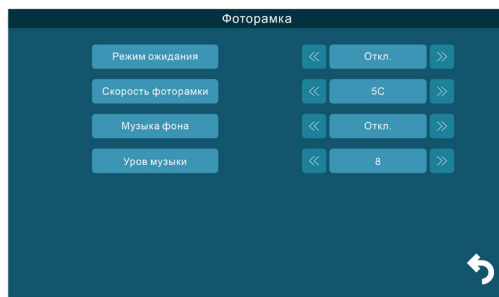 Фоторамка
Режим ожидания « Откл. »
Скорость фоторамки « 5С »
Музыка фона « Откл. »
Уров музыки « 8 »